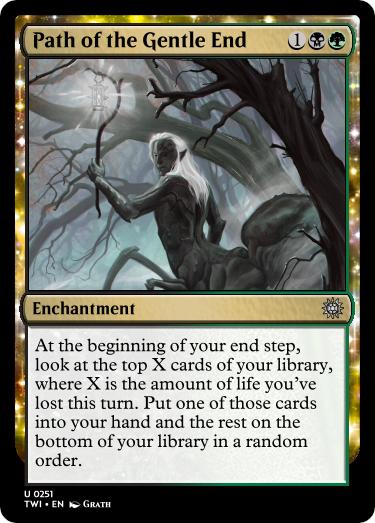 Path of the Gentle End 1
Enchantment
At the beginning of your end step,
look at the top X cards of your library,
where X is the amount of life you've
lost this turn. Put one of those cards
into your hand and the rest on the
bottom of your library in a random
order.
U 0251
TWI • EN GRATH